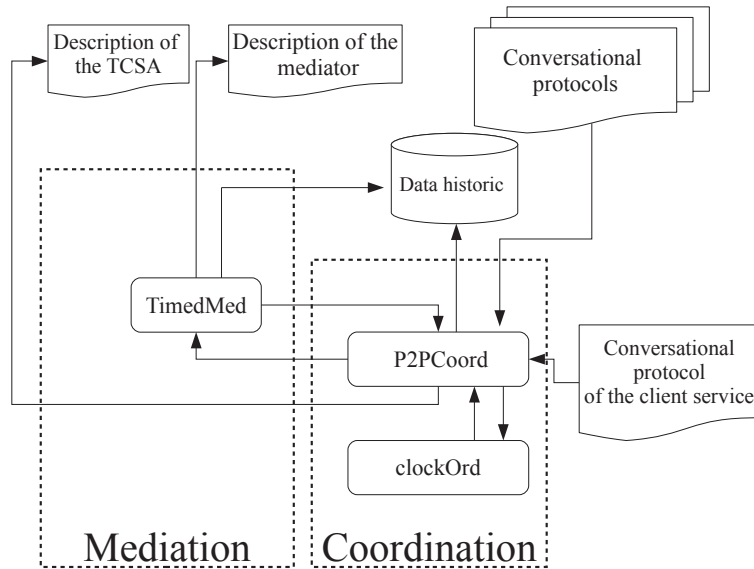 Description of
the TCSA
Description of the
mediator
Conversational
protocols
Data historic
TimedMed
P2PCoord
Conversational
protocol
of the client service
clockOrd
Mediation
Coordination